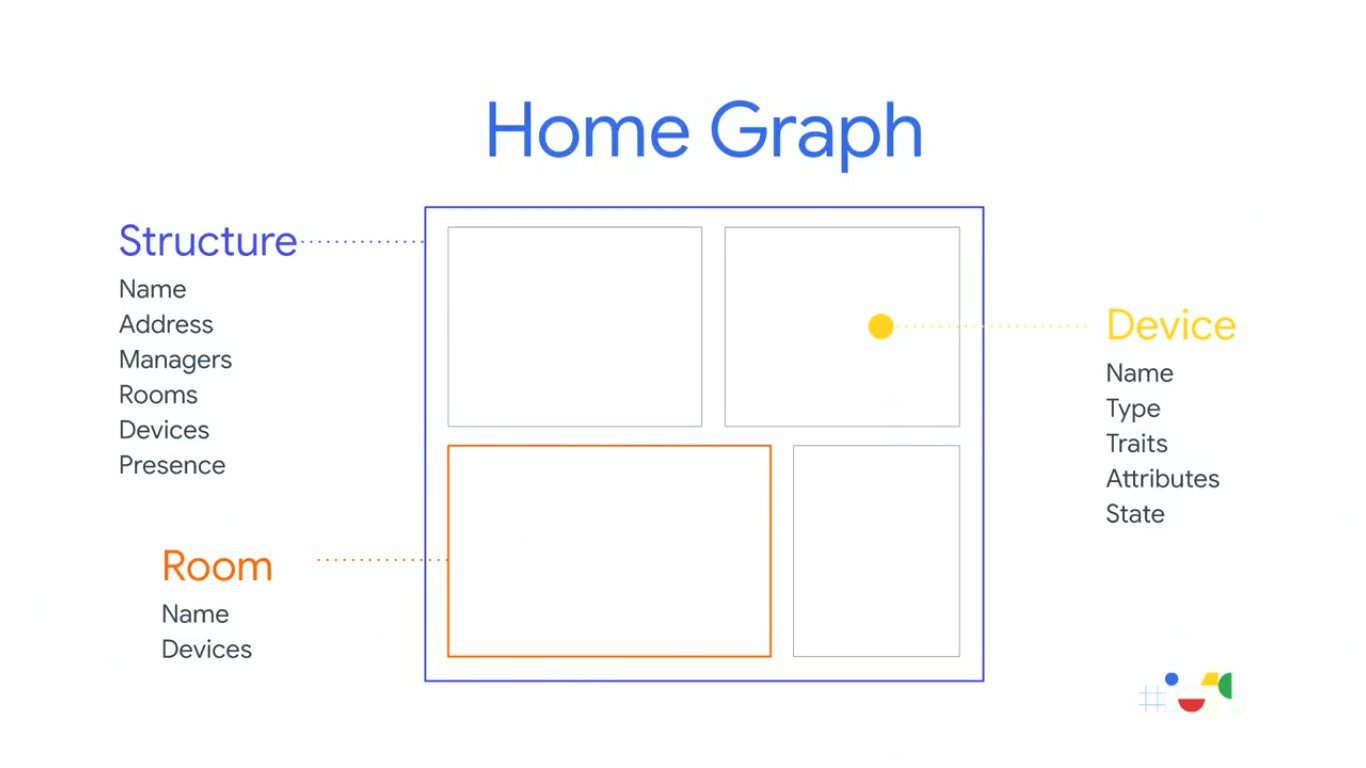 Home Graph
Structure
Name
Address
Managers
Rooms
Devices
Presence
Room
Name
Devices
Device
Name
Type
Traits
Attributes
State
#